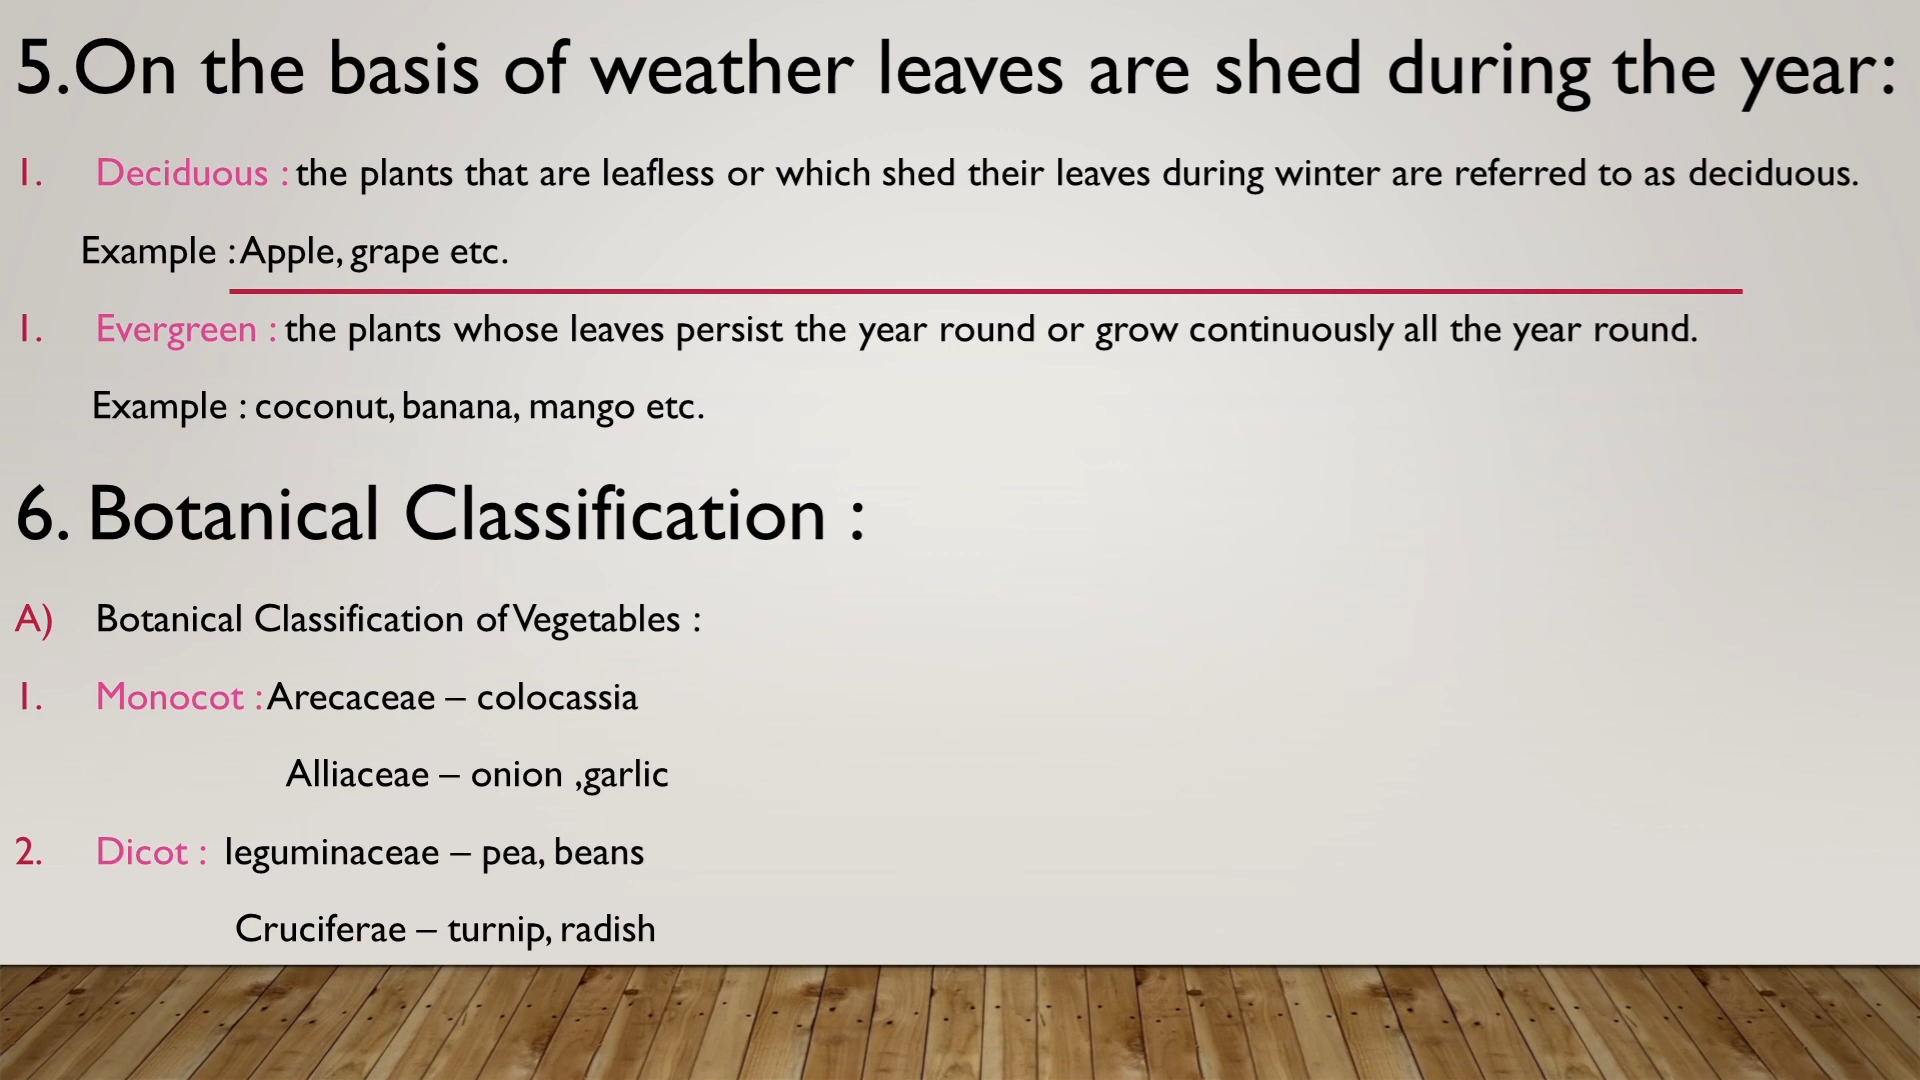 5.On the basis of weather leaves are shed during the year:
1. Deciduous : the plants that are leafless or which shed their leaves during winter are referred to as deciduous.
Example : Apple, grape etc.
1. Evergreen : the plants whose leaves persist the year round or grow continuously all the year round.
Example : coconut, banana, mango etc.
6. Botanical Classification :
A) Botanical Classification of Vegetables :
1. Monocot : Arecaceae – colocassia
Alliaceae – onion ,garlic
2. Dicot : leguminaceae – pea, beans
Cruciferae – turnip, radish